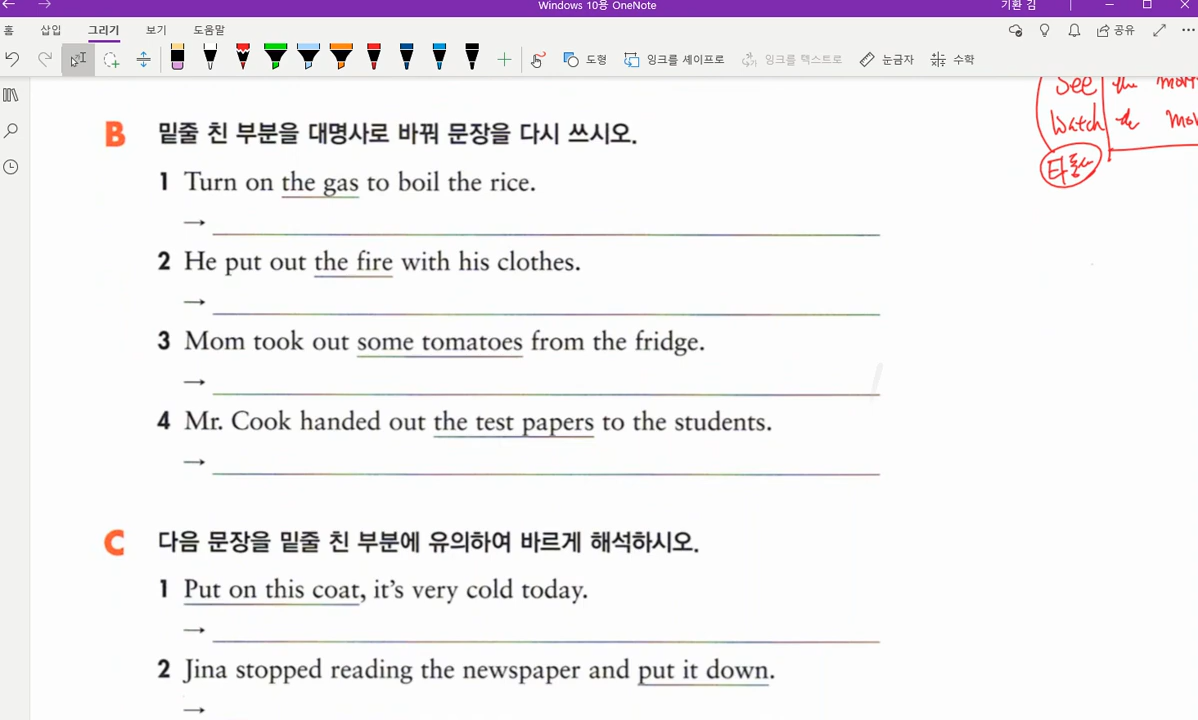 Windows 10용 OneNote
기환 김
홈 삽입 그리기 보기 도움말
공유
도형 잉크를 셰이프로 잉크를 텍스트로 눈금자 수학
See the
Watch the
타동사
B 밑줄 친 부분을 대명사로 바꿔 문장을 다시 쓰시오.
1 Turn on the gas to boil the rice.
→
2 He put out the fire with his clothes.
→
3 Mom took out some tomatoes from the fridge.
→
4 Mr. Cook handed out the test papers to the students.
→
C 다음 문장을 밑줄 친 부분에 유의하여 바르게 해석하시오.
1 Put on this coat, it's very cold today.
→
2 Jina stopped reading the newspaper and put it down.
→